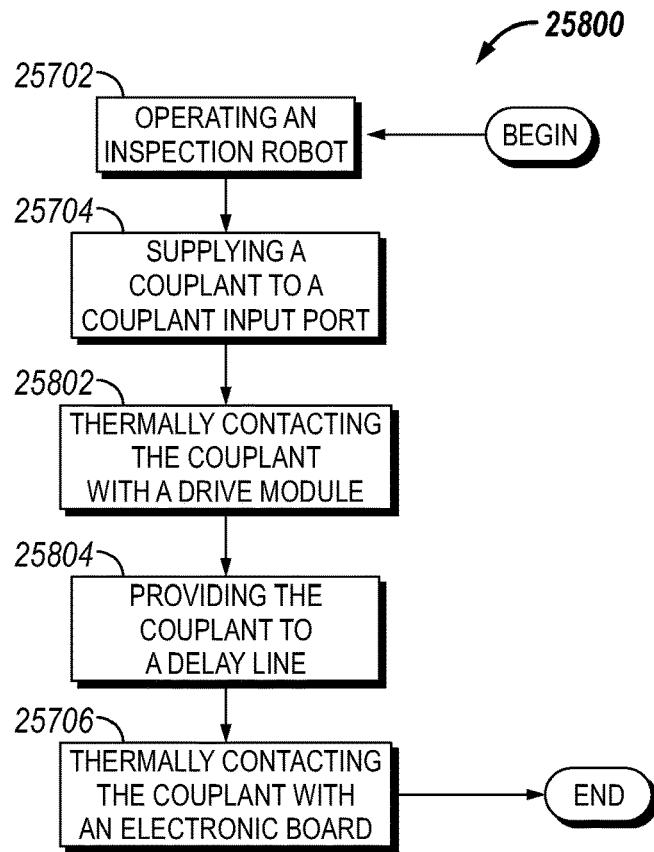 25800
25702
OPERATING AN
INSPECTION ROBOT
BEGIN
25704
SUPPLYING A
COUPLANT TO A
COUPLANT INPUT PORT
25802
THERMALLY CONTACTING
THE COUPLANT
WITH A DRIVE MODULE
25804
PROVIDING THE
COUPLANT TO
A DELAY LINE
25706
THERMALLY CONTACTING
THE COUPLANT WITH
AN ELECTRONIC BOARD
END